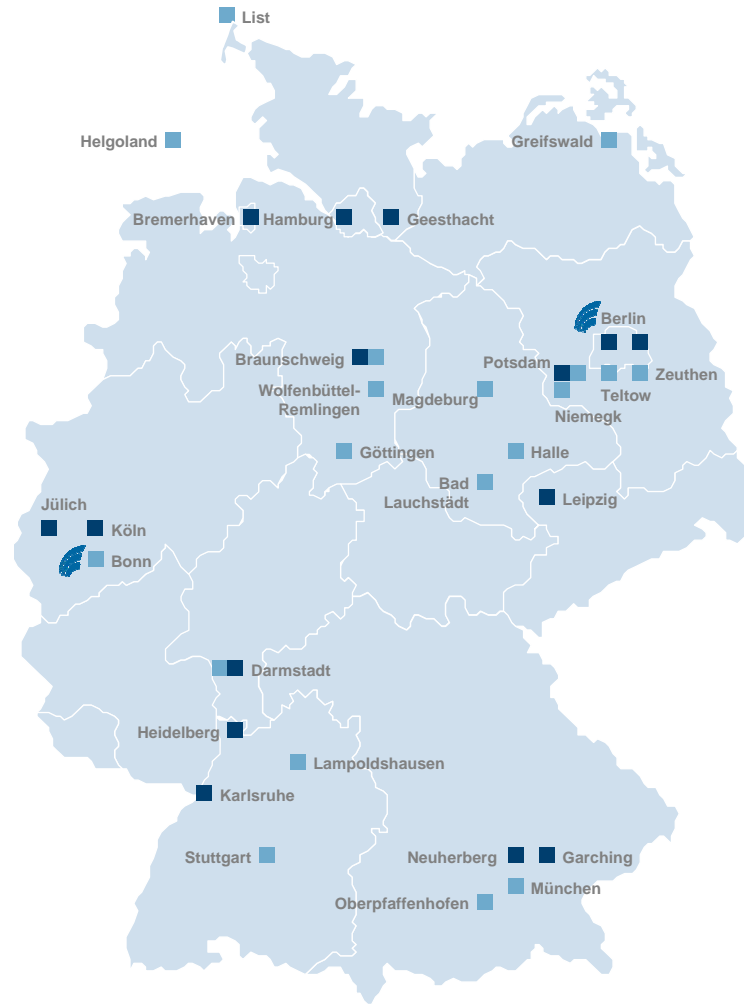 List
Helgoland
Greifswald
Bremerhaven
Hamburg
Geesthacht
Berlin
Braunschweig
Potsdam
Zeuthen
Wolfenbüttel-
Remlingen
Magdeburg
Teltow
Niemegk
Göttingen
Halle
Bad
Lauchstädt
Leipzig
Jülich
Köln
Bonn
Darmstadt
Heidelberg
Lampoldshausen
Karlsruhe
Stuttgart
Neuherberg
Garching
München
Oberpfaffenhofen